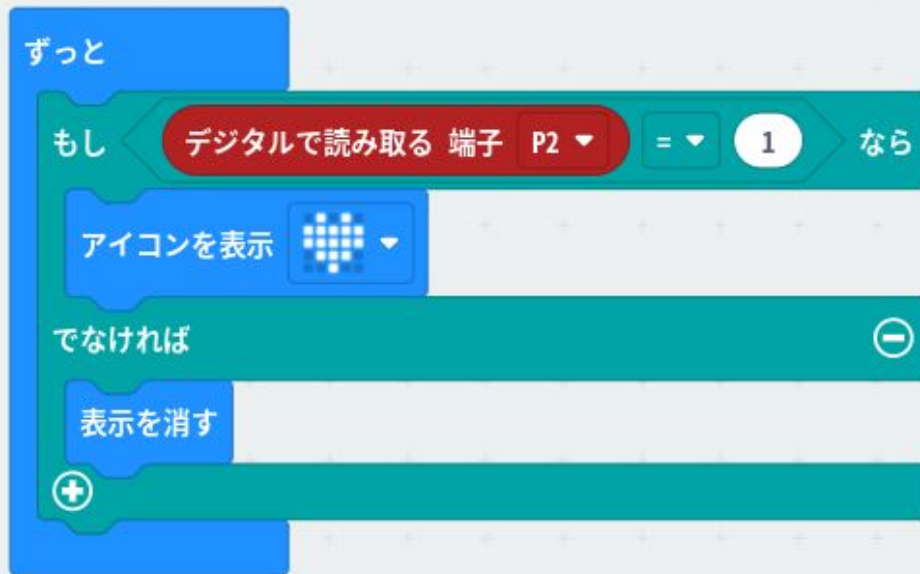 ずっと
もし デジタルで読み取る 端子 P2 = 1 なら
アイコンを表示
でなければ
表示を消す